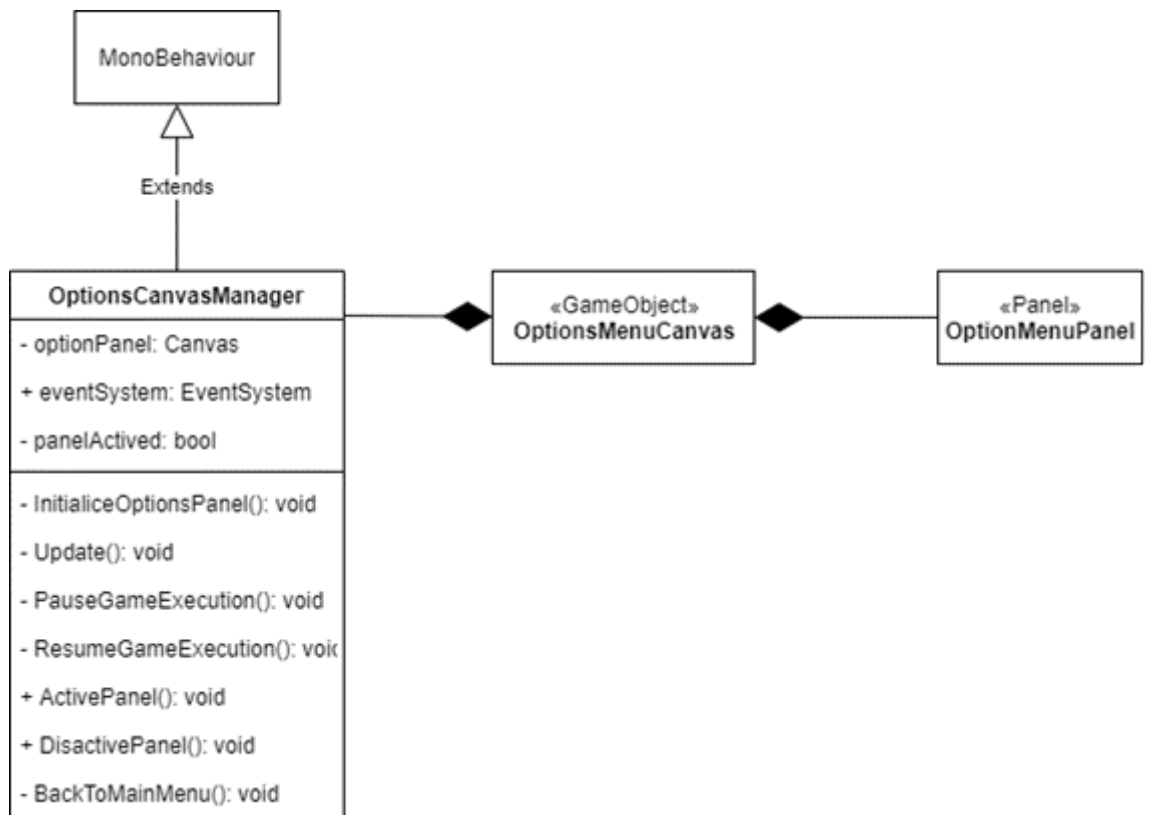 MonoBehaviour
Extends
OptionsCanvasManager
- optionPanel: Canvas
+ eventSystem: EventSystem
- panelActived: bool
- InitialiceOptionsPanel(): void
- Update(): void
- PauseGameExecution(): void
- ResumeGameExecution(): void
+ ActivePanel(): void
+ DisactivePanel(): void
- BackToMainMenu(): void
«GameObject»
OptionsMenuCanvas
«Panel»
OptionMenuPanel